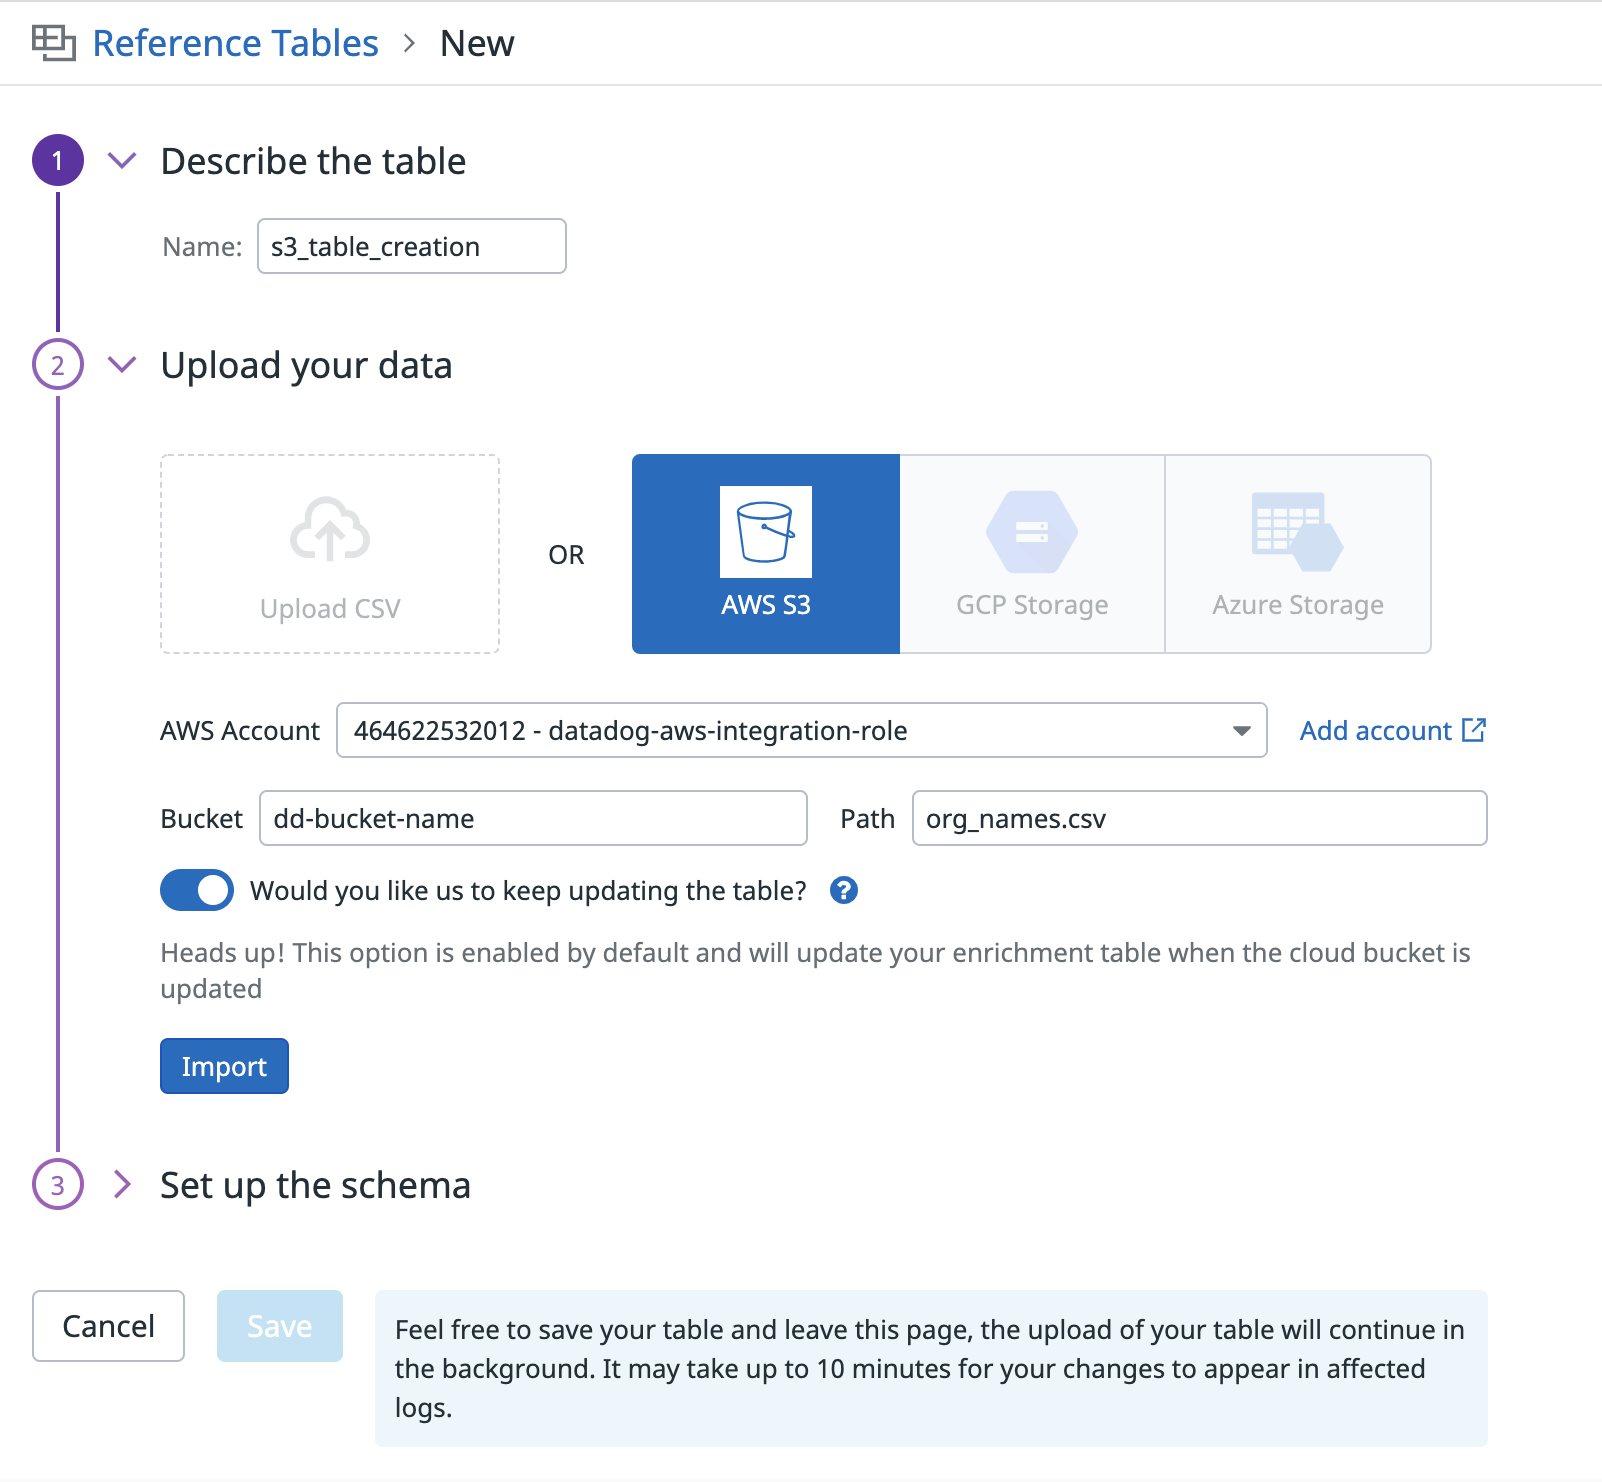 Reference Tables > New
1 Describe the table
Name: s3_table_creation
2 Upload your data
Upload CSV
OR
AWS S3
GCP Storage
Azure Storage
AWS Account 464622532012 - datadog-aws-integration-role Add account
Bucket dd-bucket-name Path org_names.csv
Would you like us to keep updating the table? ?
Heads up! This option is enabled by default and will update your enrichment table when the cloud bucket is
updated
Import
3 Set up the schema
Cancel Save
Feel free to save your table and leave this page, the upload of your table will continue in
the background. It may take up to 10 minutes for your changes to appear in affected
logs.